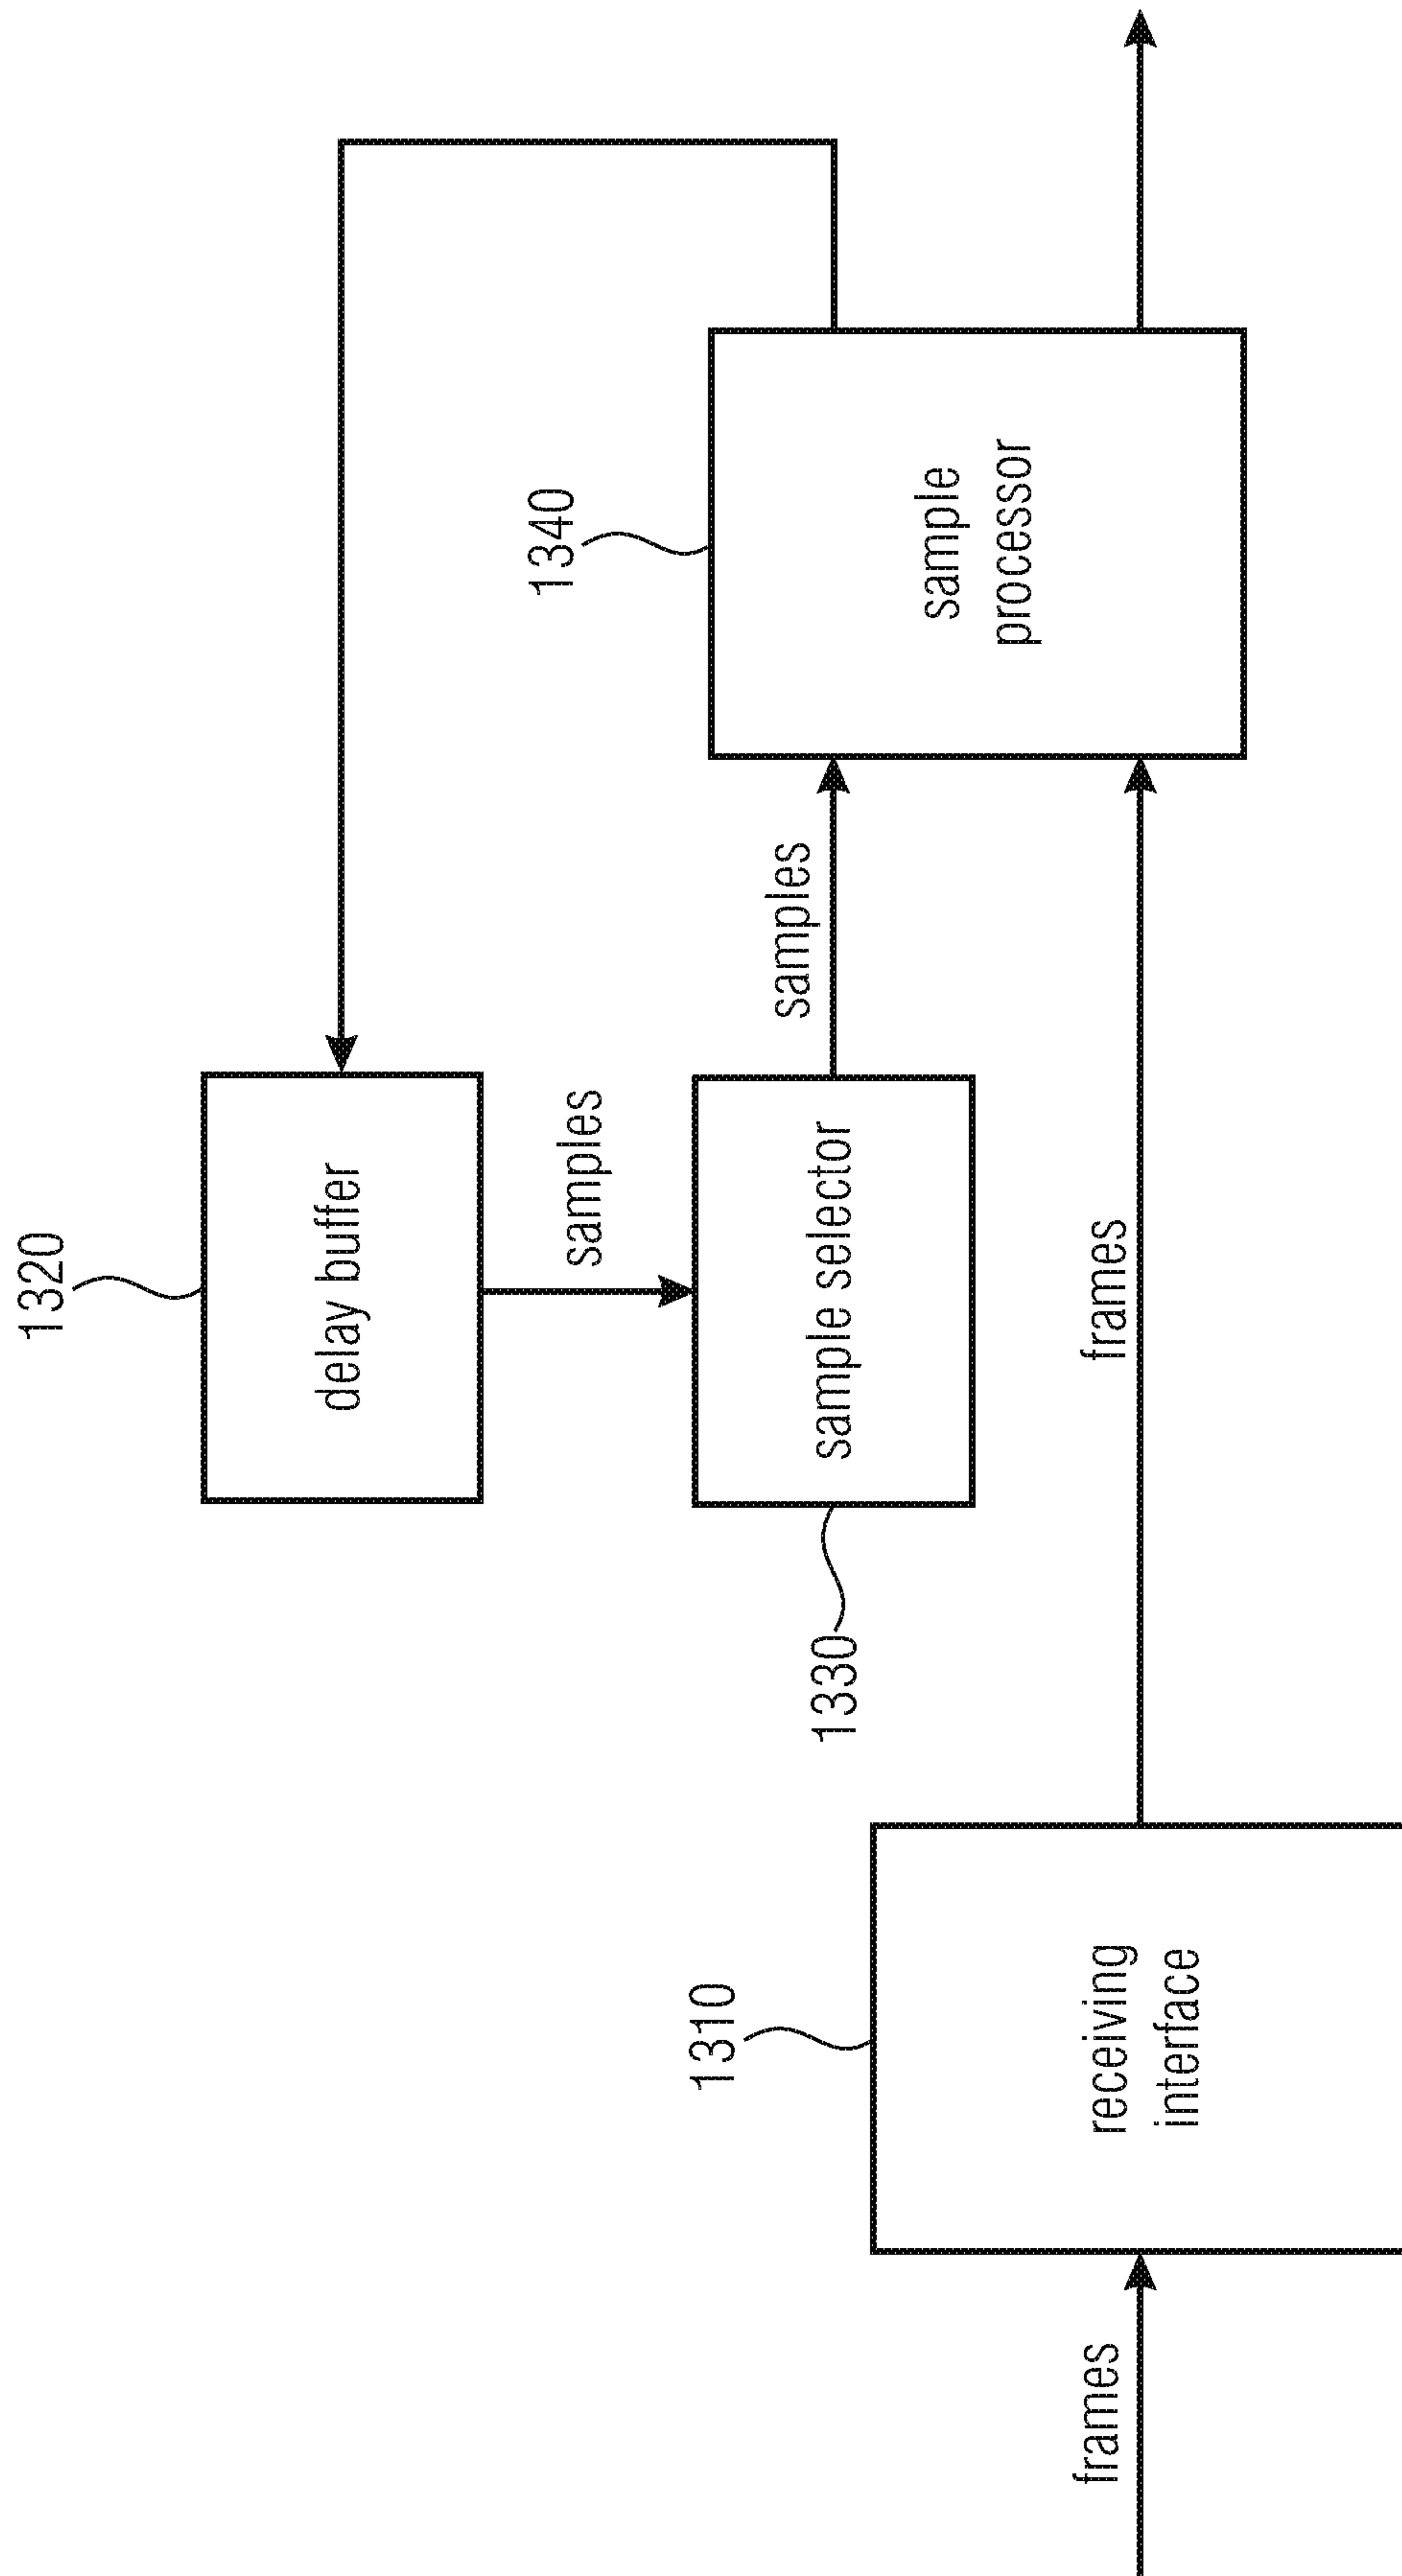 1320
delay buffer
samples
1340
sample
processor
samples
sample selector
1330
frames
1310
receiving
interface
frames